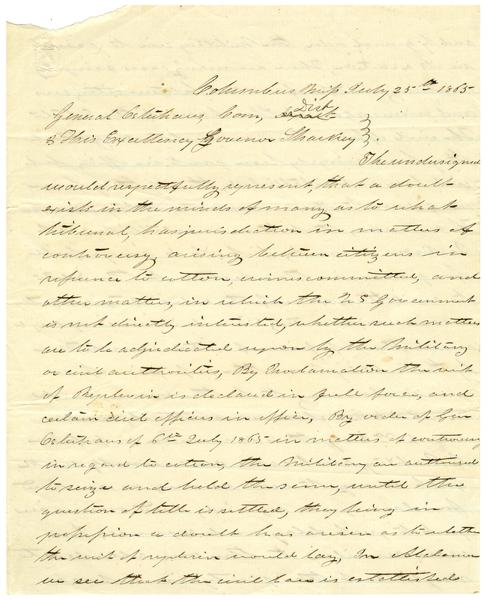 Columbus Miss July 25th 1865
General Osterhaus Com,g Dist
& His Excellency Govenor Sharkey.
The undersigned
would respectfully represent, that a doubt
exists in the minds of many as to what
tribunal, has jurisdiction in matters of
controversy arising between citizens in
refference to cotton, crimes committed, and
other matters, in which the U S Government
is not directly interested, whether such matters
are to be adjudicated upon by the Military
or civil authorities, By Proclamation the writ
of Replevin is declared in full force, and
certain civil officers in office, By order of Gen
Osterhaus of 6th July 1865 in matters of controversy
in regard to cotton, the Military are authorised
to seize and hold the same, until the
question of title is settled, they being in
possession a doubt has arisen as to whether
the writ of replevin would lay, In Alabama
we see that the civil law is established